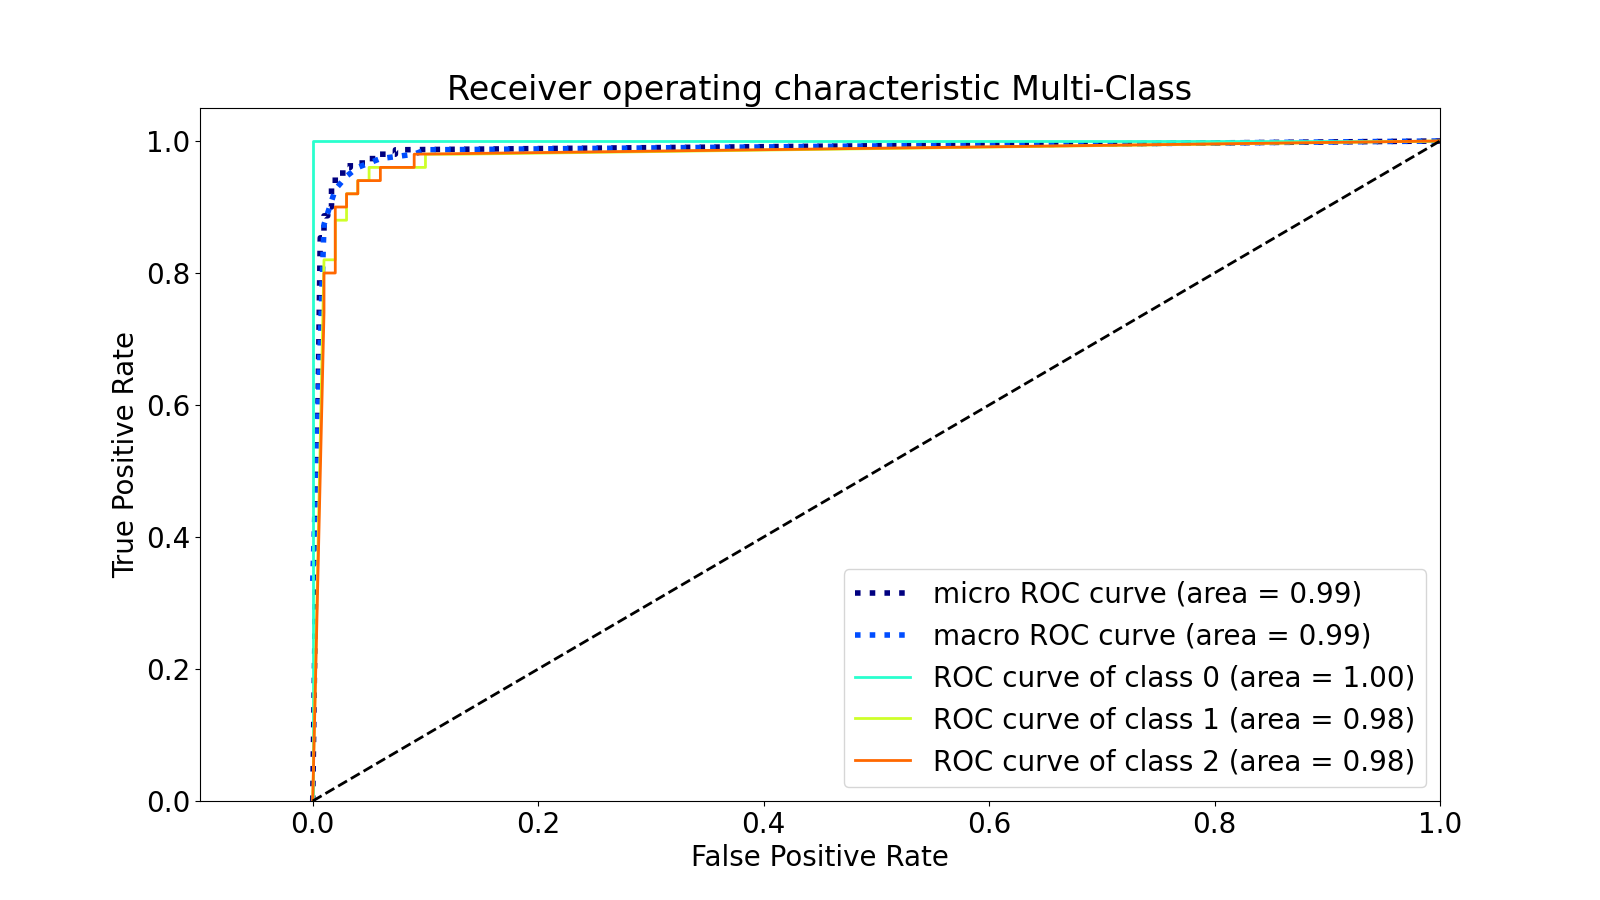 Receiver operating characteristic Multi-Class
1.0
0.8
0.6
0.4
0.2
0.0
True Positive Rate
micro ROC curve (area = 0.99)
macro ROC curve (area = 0.99)
ROC curve of class 0 (area = 1.00)
ROC curve of class 1 (area = 0.98)
ROC curve of class 2 (area = 0.98)
0.0 0.2 0.4 0.6 0.8 1.0
False Positive Rate